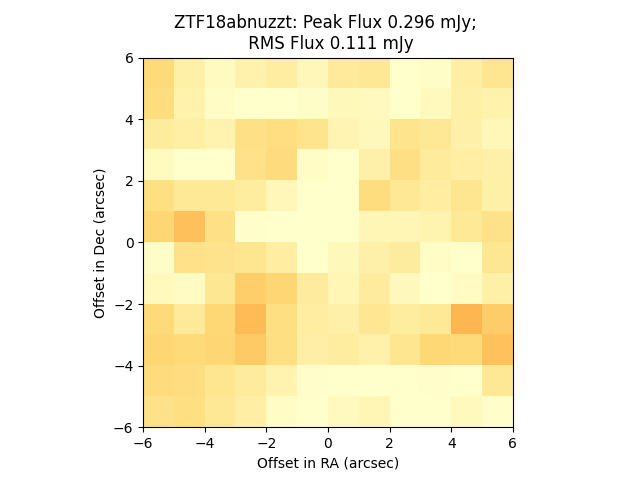 ZTF18abnuzzt: Peak Flux 0.296 mJy;
RMS Flux 0.111 mJy
6
4
2
0
−2
−4
−6
Offset in Dec (arcsec)
−6 −4 −2 0 2 4 6
Offset in RA (arcsec)